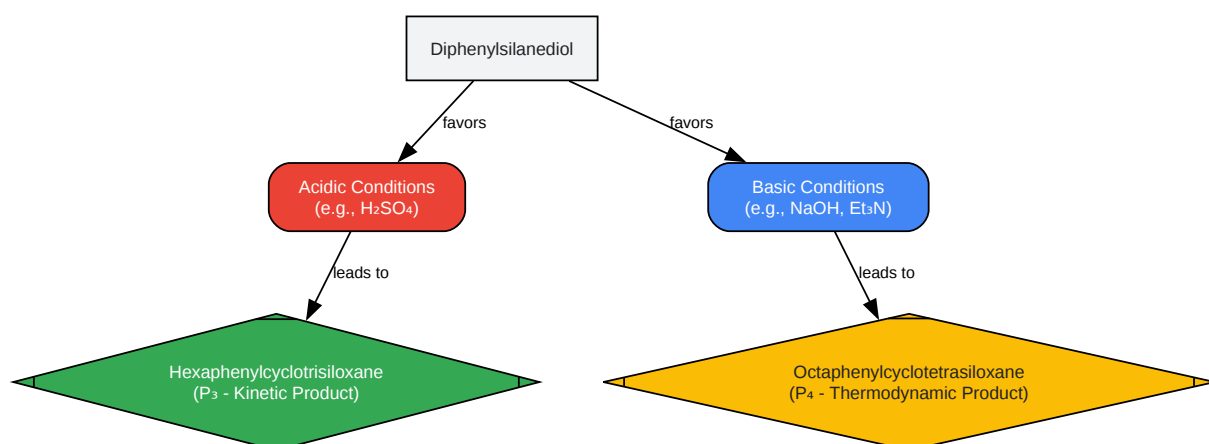 Diphenylsilanediol
favors
favors
Acidic Conditions
(e.g., H₂SO₄)
Basic Conditions
(e.g., NaOH, Et₃N)
leads to
leads to
Hexaphenylcyclotrisiloxane
(P₃ - Kinetic Product)
Octaphenylcyclotetrasiloxane
(P₄ - Thermodynamic Product)